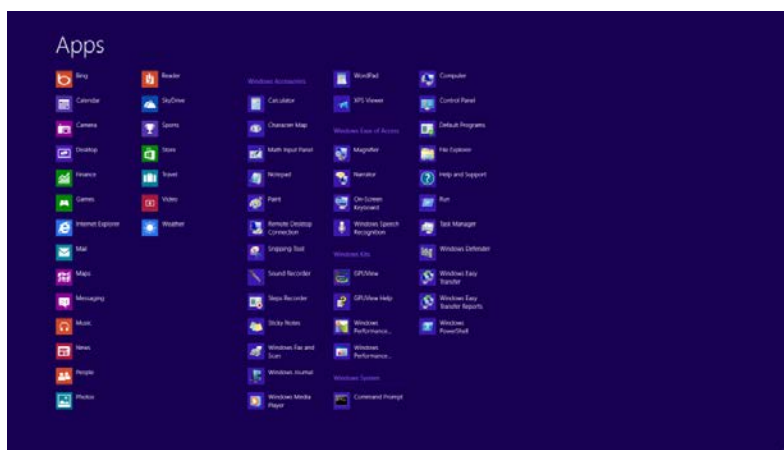 Apps
Bing
Calendar
Camera
Desktop
Finance
Games
Internet Explorer
Mail
Maps
Messaging
Music
News
People
Photos
Reader
SkyDrive
Sports
Store
Travel
Video
Weather
Windows Accessories
Calculator
Character Map
Math Input Panel
Notepad
Paint
Remote Desktop
Connection
Snipping Tool
Sound Recorder
Steps Recorder
Sticky Notes
Windows Fax and
Scan
Windows Journal
Windows Media
Player
WordPad
XPS Viewer
Windows Ease of Access
Magnifier
Narrator
On-Screen
Keyboard
Windows Speech
Recognition
Windows Kits
GPUView
GPUView Help
Windows
Performance...
Windows
Performance...
Windows System
Command Prompt
Computer
Control Panel
Default Programs
File Explorer
Help and Support
Run
Task Manager
Windows Defender
Windows Easy
Transfer
Windows Easy
Transfer Reports
Windows
PowerShell